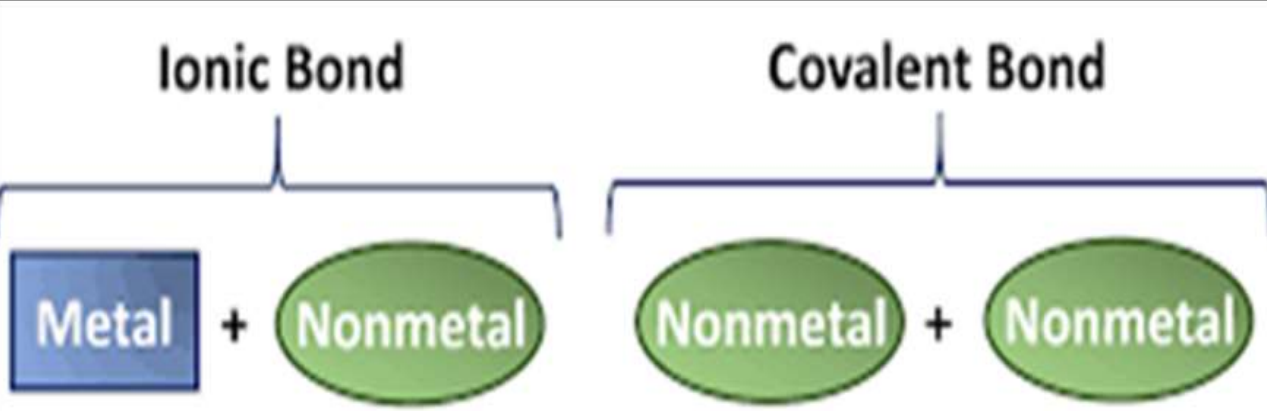 Ionic Bond
Covalent Bond
Metal + Nonmetal
Nonmetal + Nonmetal